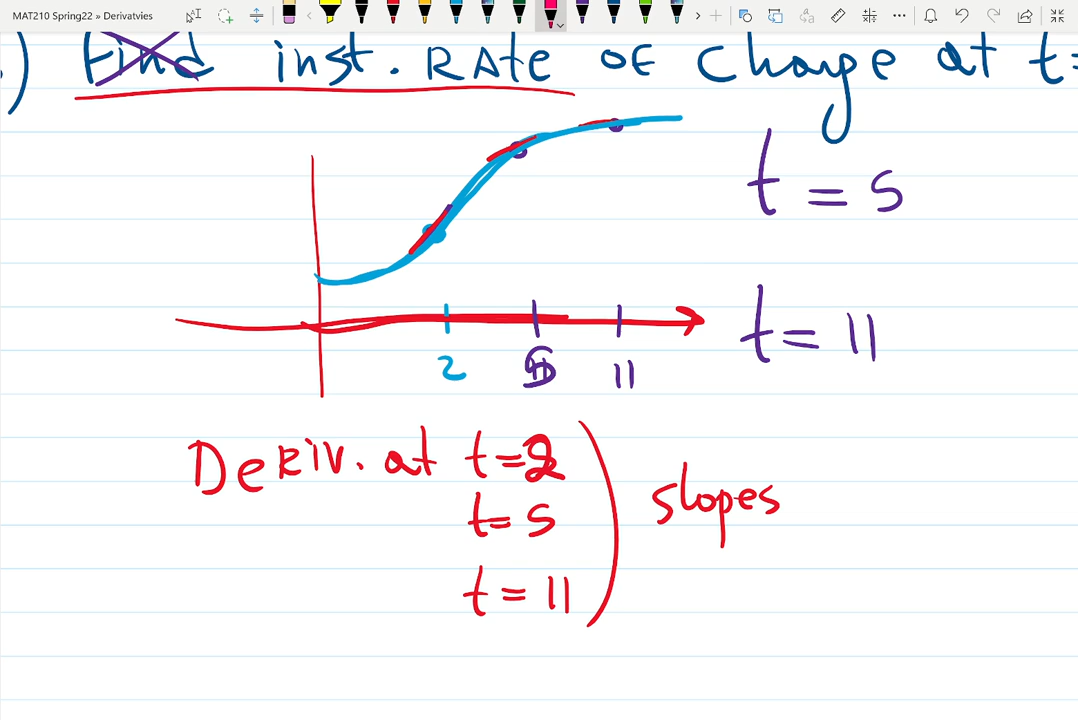 MAT210 Spring22 » Derivatvies
.) Find inst. RAte OF Change at t=
t = 5
t = 11
2 5 11
DeRiv. at t=2
t= 5
t = 11
slopes